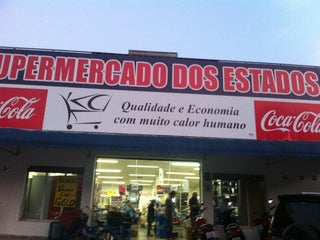 UPERMERCADO DOS ESTADOS
Coca-Cola
Qualidade e Economia
com muito calor humano
Coca-Cola